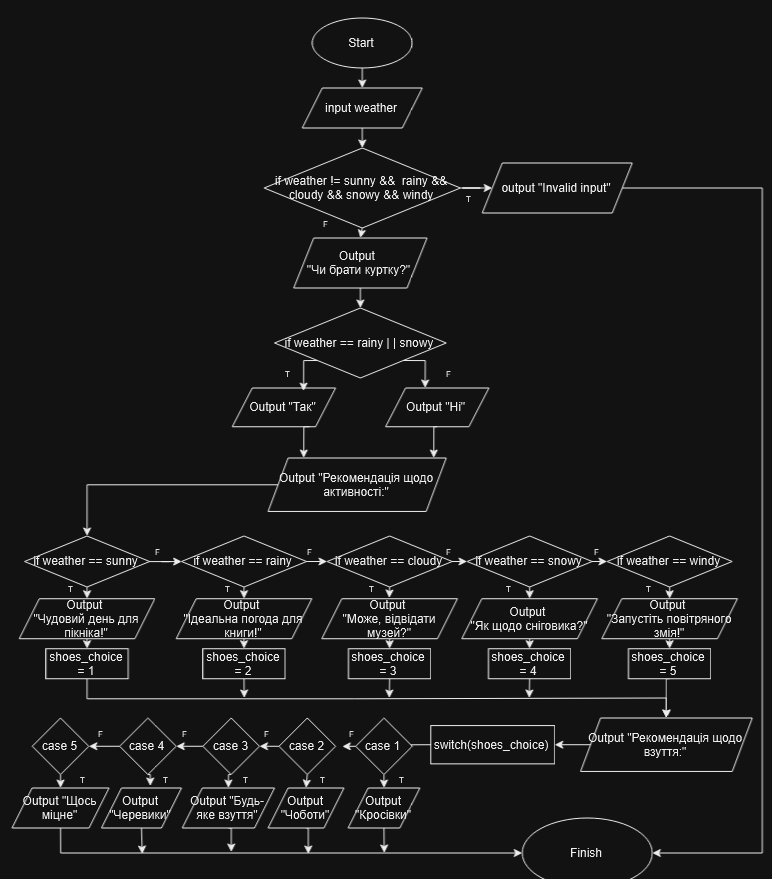 Start
input weather
if weather != sunny && rainy &&
cloudy && snowy && windy
T
output "Invalid input"
F
Output
"Чи брати куртку?"
if weather == rainy | | snowy
T
F
Output "Так"
Output "Ні"
Output "Рекомендація щодо
активності:"
if weather == sunny
F
if weather == rainy
F
if weather == cloudy
F
if weather == snowy
F
if weather == windy
T
T
T
T
T
Output
"Чудовий день для
пікніка!"
Output
"Ідеальна погода для
книги!"
Output
"Може, відвідати
музей?"
Output
"Як щодо сніговика?"
Output
"Запустіть повітряного
змія!"
shoes_choice
= 1
shoes_choice
= 2
shoes_choice
= 3
shoes_choice
= 4
shoes_choice
= 5
Output "Рекомендація щодо
взуття:"
switch(shoes_choice)
case 1
F
case 2
F
case 3
F
case 4
F
case 5
T
T
T
T
T
Output "Щось
міцне"
Output
"Черевики"
Output "Будь-
яке взуття"
Output
"Чоботи"
Output
"Кросівки"
Finish